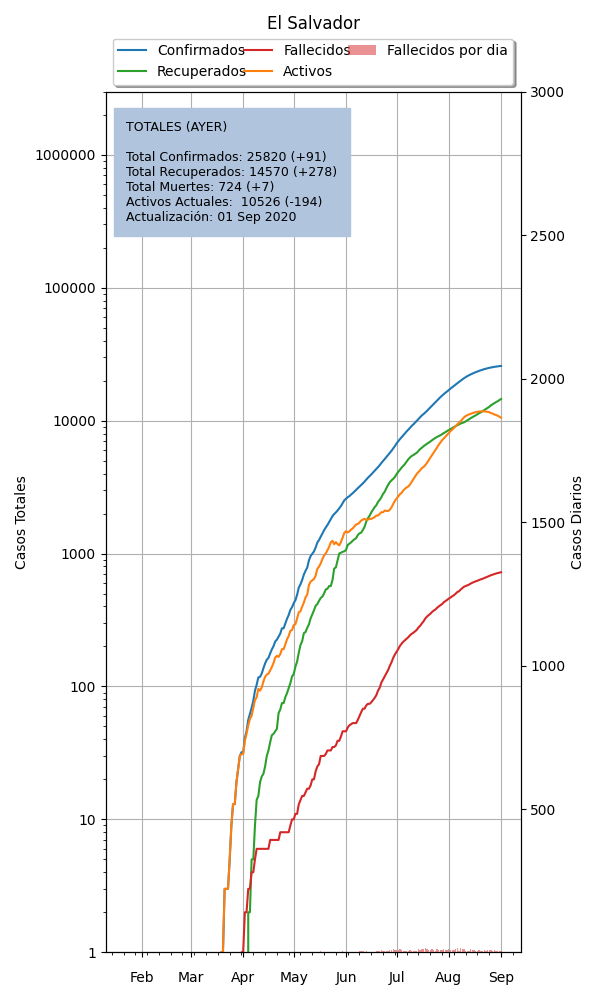 El Salvador
Confirmados Fallecidos Fallecidos por dia
Recuperados Activos
TOTALES (AYER)
Total Confirmados: 25820 (+91)
Total Recuperados: 14570 (+278)
Total Muertes: 724 (+7)
Activos Actuales: 10526 (-194)
Actualización: 01 Sep 2020
1000000
100000
10000
1000
100
10
1
Casos Totales
3000
2500
2000
1500
1000
500
Casos Diarios
Feb Mar Apr May Jun Jul Aug Sep